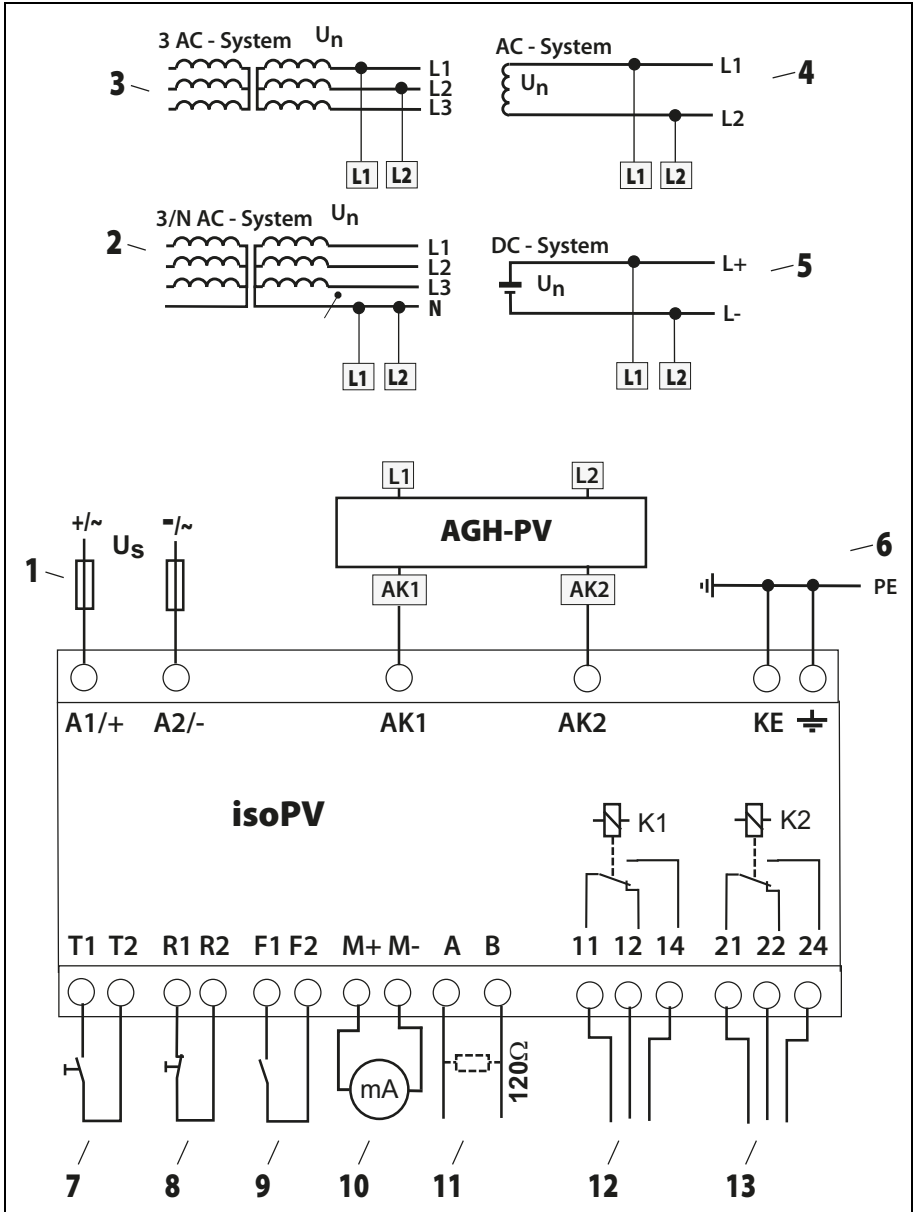 3 AC - System Un
L1
L2
L3
3
L1 L2
AC - System
Un
L1
L2
4
L1 L2
3/N AC - System Un
L1
L2
L3
N
2
L1 L2
DC - System
Un
L+
L-
5
L1 L2
L1 L2
AGH-PV
AK1 AK2
+/~ Us -/~
1
6
PE
A1/+ A2/- AK1 AK2 KE
isoPV
K1 K2
T1 T2 R1 R2 F1 F2 M+ M- A B 11 12 14 21 22 24
mA
120Ω
7 8 9 10 11 12 13